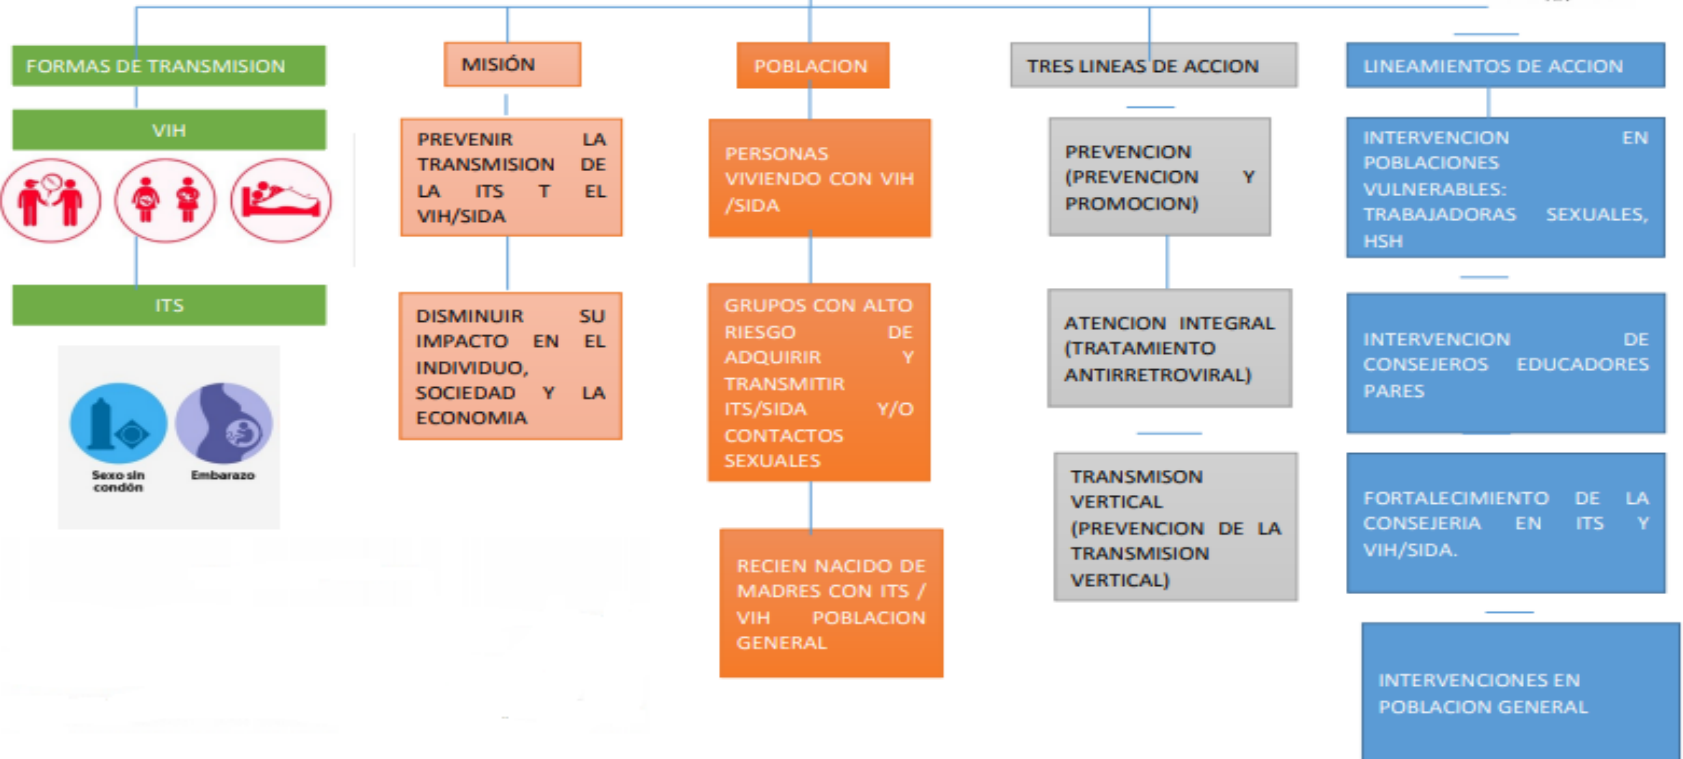 FORMAS DE TRANSMISION
VIH
ITS
Sexo sin
condón
Embarazo
MISIÓN
PREVENIR LA
TRANSMISION DE
LA ITS T EL
VIH/SIDA
DISMINUIR SU
IMPACTO EN EL
INDIVIDUO,
SOCIEDAD Y LA
ECONOMIA
POBLACION
PERSONAS
VIVIENDO CON VIH
/SIDA
GRUPOS CON ALTO
RIESGO DE
ADQUIRIR Y
TRANSMITIR
ITS/SIDA Y/O
CONTACTOS
SEXUALES
RECIEN NACIDO DE
MADRES CON ITS /
VIH POBLACION
GENERAL
TRES LINEAS DE ACCION
PREVENCION
(PREVENCION Y
PROMOCION)
ATENCION INTEGRAL
(TRATAMIENTO
ANTIRRETROVIRAL)
TRANSMISON
VERTICAL
(PREVENCION DE LA
TRANSMISION
VERTICAL)
LINEAMIENTOS DE ACCION
INTERVENCION EN
POBLACIONES
VULNERABLES:
TRABAJADORAS SEXUALES,
HSH
INTERVENCION DE
CONSEJEROS EDUCADORES
PARES
FORTALECIMIENTO DE LA
CONSEJERIA EN ITS Y
VIH/SIDA.
INTERVENCIONES EN
POBLACION GENERAL